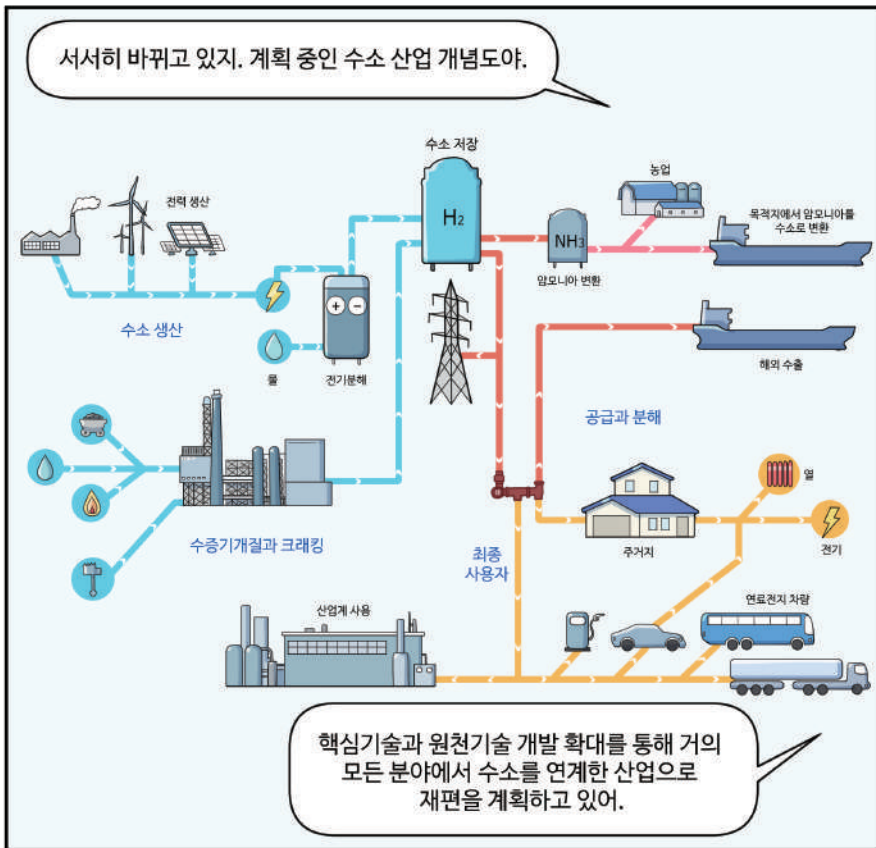 서서히 바뀌고 있지. 계획 중인 수소 산업 개념도야.
수소 저장
H2
전력 생산
농업
목적지에서 암모니아를
수소로 변환
NH3
암모니아 변환
수소 생산
물
전기분해
해외 수출
공급과 분해
수증기개질과 크래킹
최종
사용자
주거지
열
전기
산업계 사용
연료전지 차량
핵심기술과 원천기술 개발 확대를 통해 거의
모든 분야에서 수소를 연계한 산업으로
재편을 계획하고 있어.